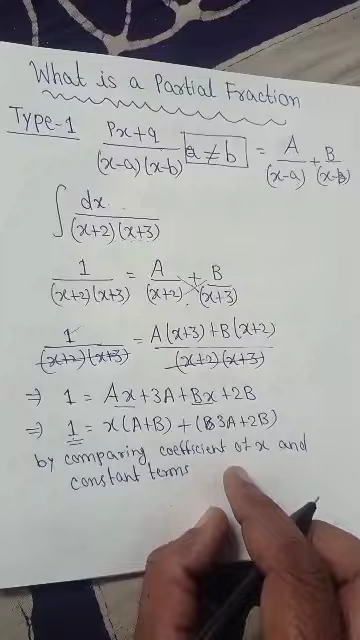 What is a Partial Fraction
Type-1 Px+q/(x-a)(x-b) a≠b = A/(x-a) + B/(x-b)
∫ dx/(x+2)(x+3)
1/(x+2)(x+3) = A/(x+2) + B/(x+3)
1/(x+2)(x+3) = A(x+3)+B(x+2)/(x+2)(x+3)
⇒ 1 = Ax+3A+Bx+2B
⇒ 1 = x(A+B) + (3A+2B)
by comparing coefficient of x and
constant terms